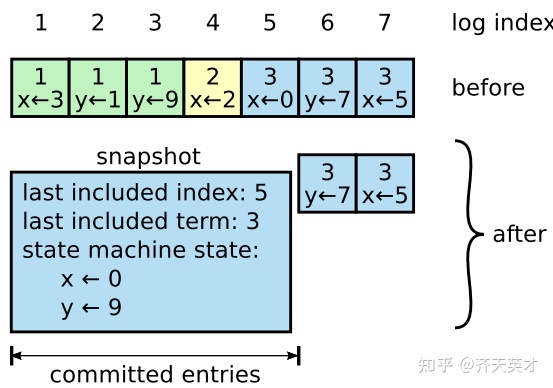 1 2 3 4 5 6 7 log index
1 1 1 2 3 3 3
x←3 y←1 y←9 x←2 x←0 y←7 x←5 before
snapshot
3 3
y←7 x←5
last included index: 5
last included term: 3
state machine state:
x ← 0
y ← 9
after
committed entries
知乎 @齐天英才